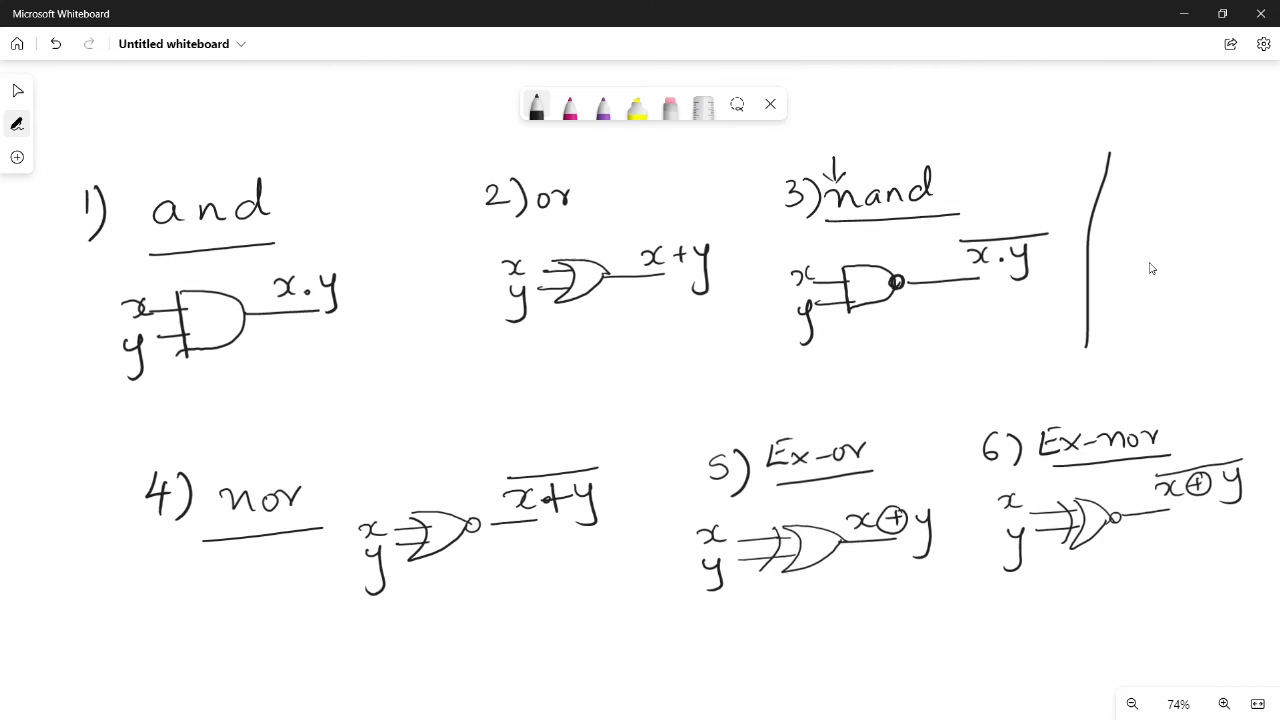 Microsoft Whiteboard
Untitled whiteboard
1) and
x
y
x.y
2) or
x
y
x+y
3) nand
x
y
x̅.̅y̅
4) nor
x
y
x̅+̅y̅
5) Ex-or
x
y
x⊕y
6) Ex-nor
x
y
x̅⊕̅y̅
74%